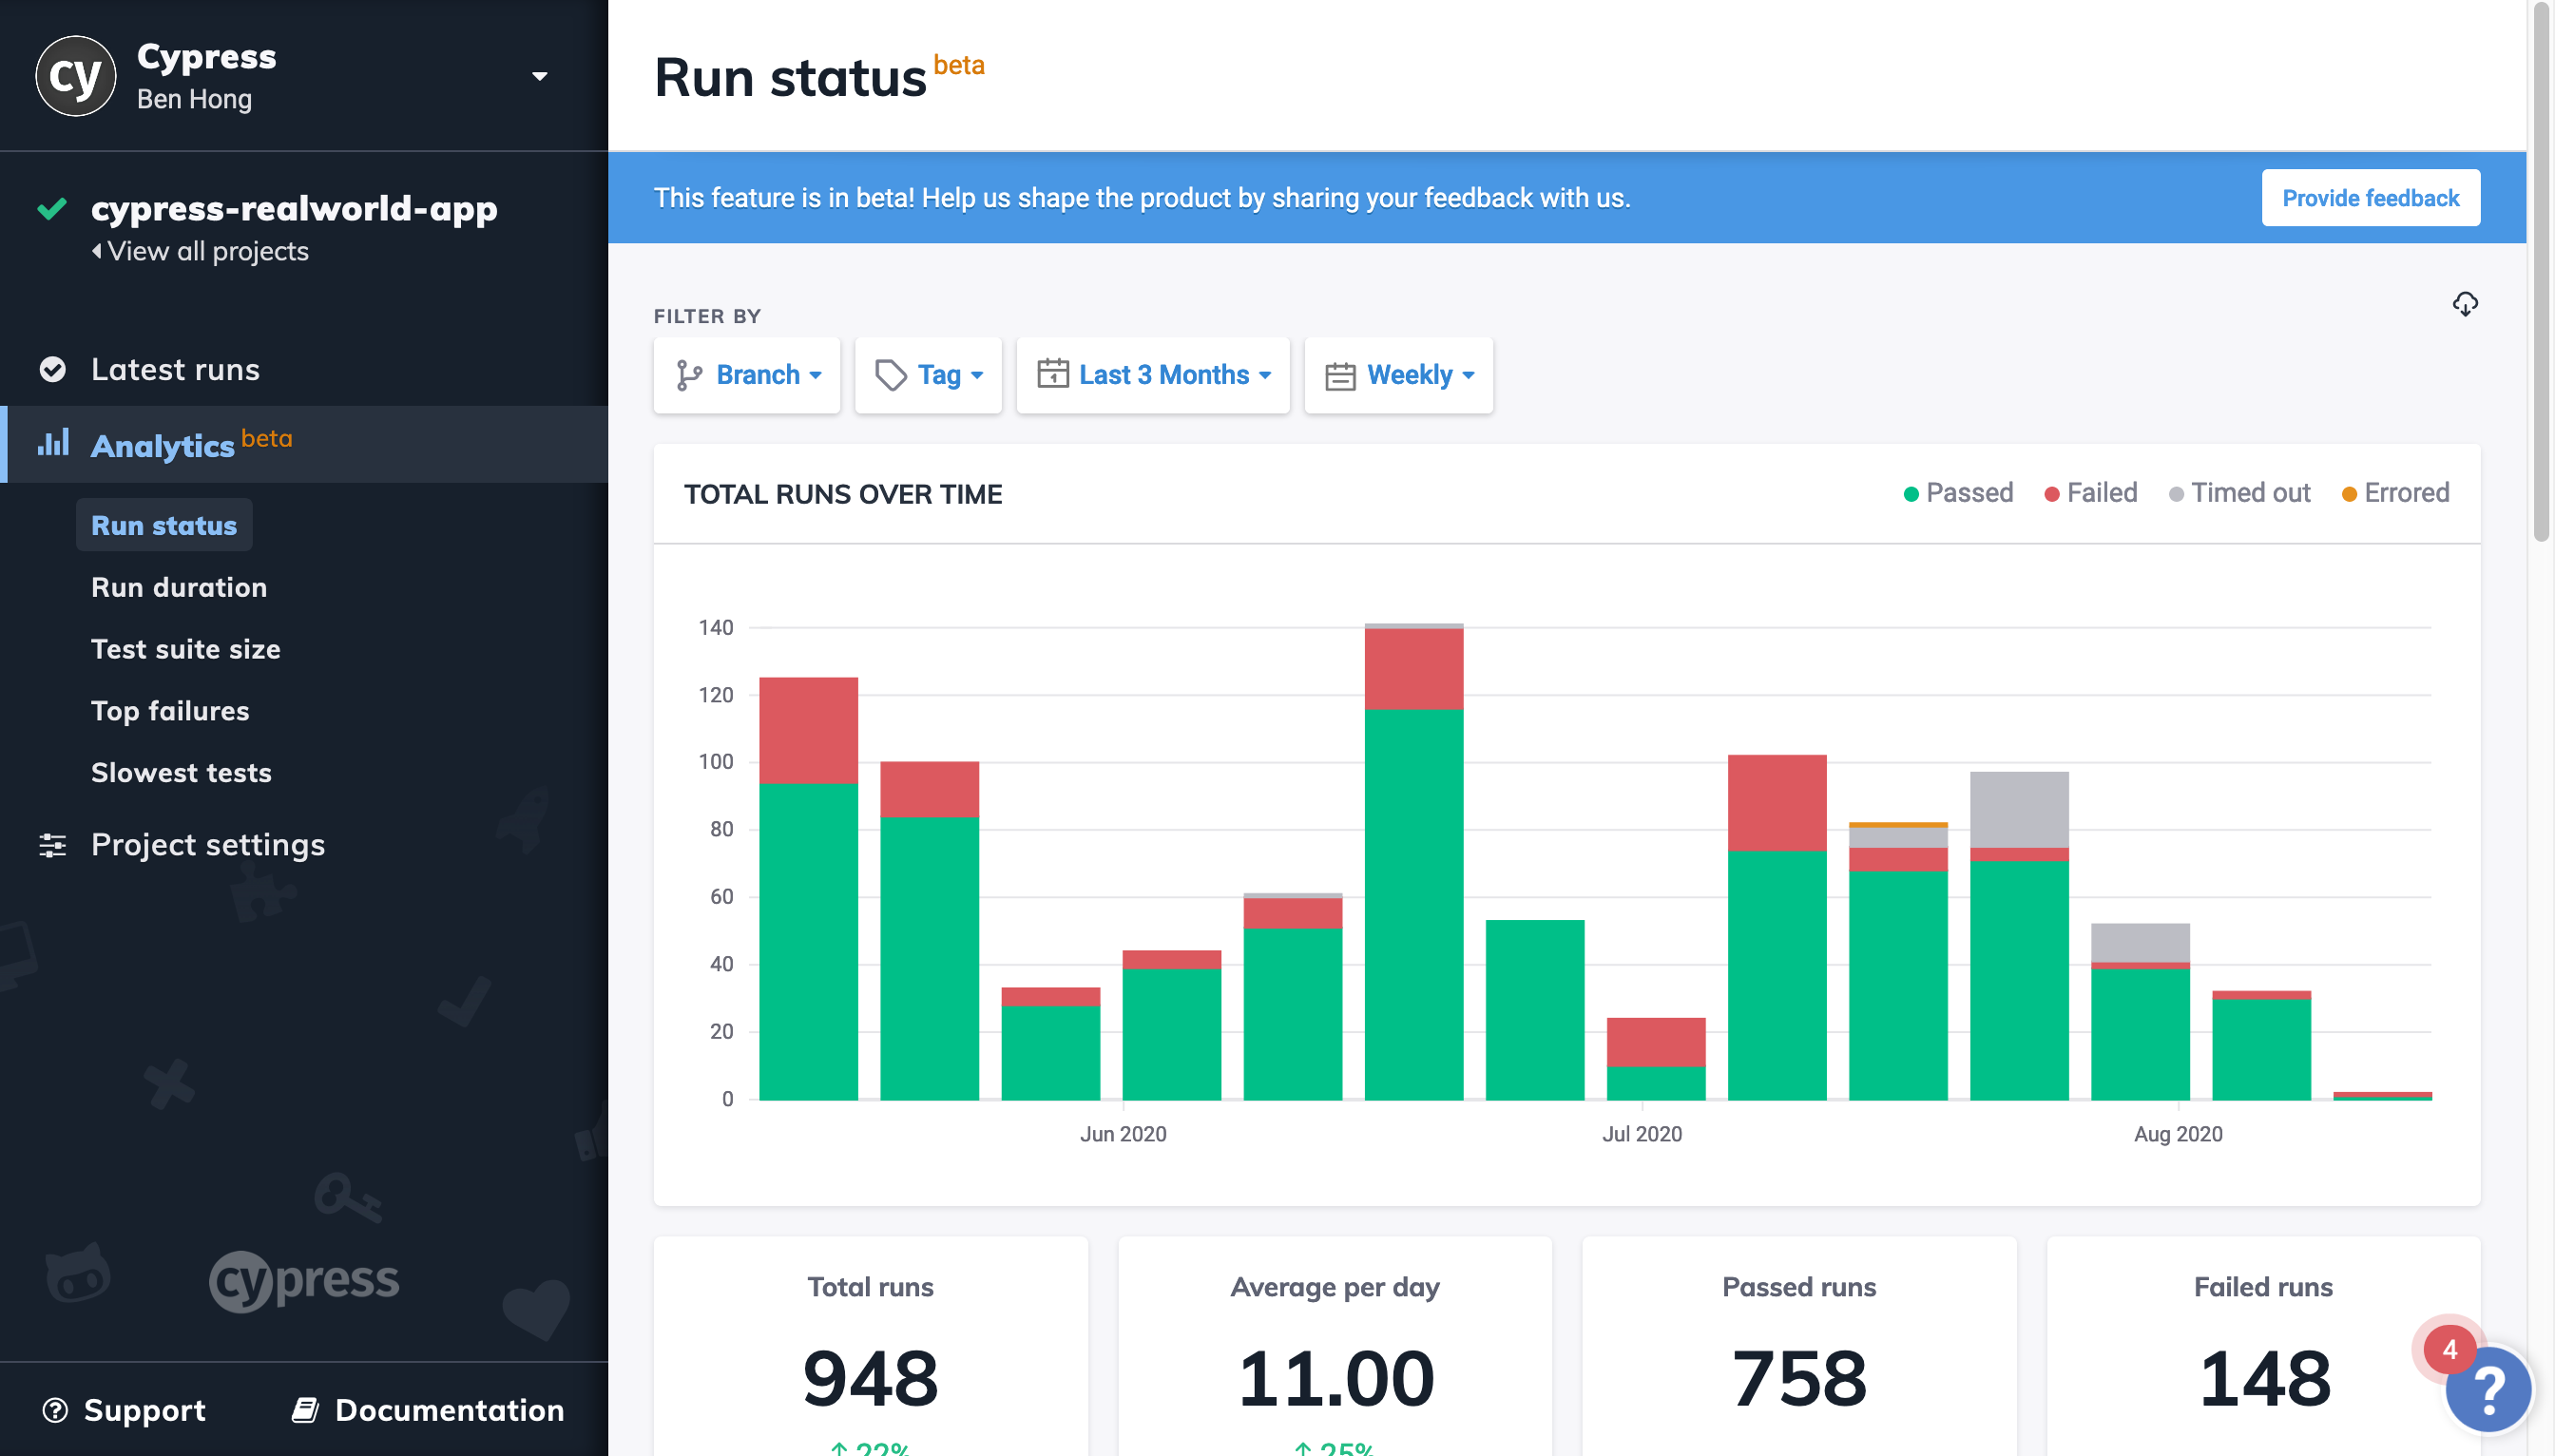 cy
Cypress
Ben Hong
cypress-realworld-app
View all projects
Latest runs
Analytics beta
Run status
Run duration
Test suite size
Top failures
Slowest tests
Project settings
cypress
Support
Documentation
Run status beta
This feature is in beta! Help us shape the product by sharing your feedback with us.
Provide feedback
FILTER BY
Branch
Tag
1
Last 3 Months
Weekly
TOTAL RUNS OVER TIME
Passed
Failed
Timed out
Errored
140
120
100
80
60
40
20
0
Jun 2020
Jul 2020
Aug 2020
Total runs
948
↑ 22%
Average per day
11.00
↑ 25%
Passed runs
758
Failed runs
148
4
?